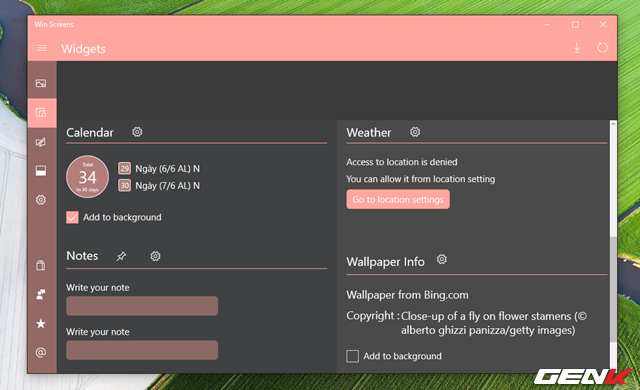 Win Screens
Widgets
Calendar
Total
34
In 90 days
29 Ngày (6/6 AL) N
30 Ngày (7/6 AL) N
Add to background
Notes
Write your note
Write your note
Weather
Access to location is denied
You can allow it from location setting
Go to location settings
Wallpaper Info
Wallpaper from Bing.com
Copyright : Close-up of a fly on flower stamens (©
alberto ghizzi panizza/getty images)
Add to background
GENK